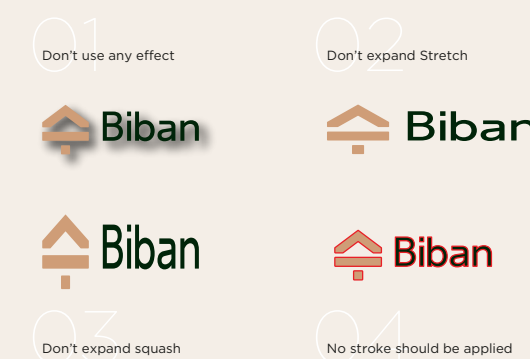 01
Don't use any effect
02
Don't expand Stretch
Biban
Biban
Biban
Biban
03
Don't expand squash
04
No stroke should be applied